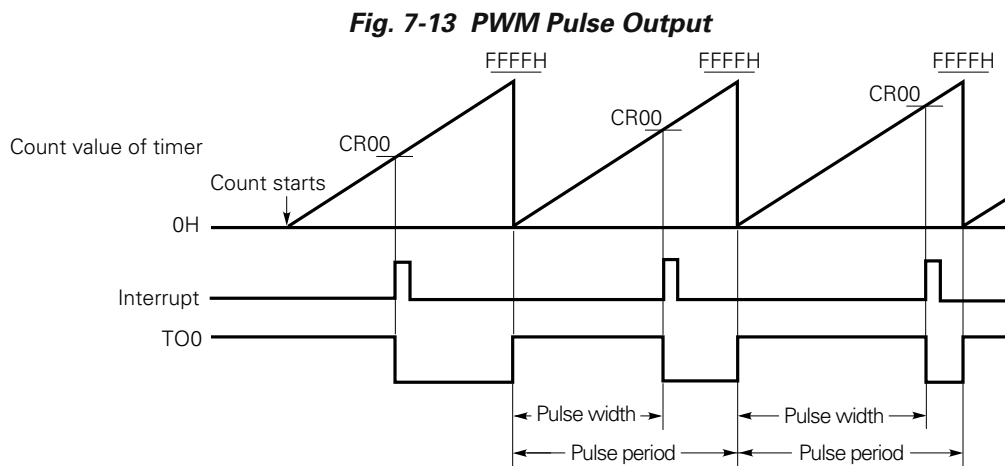 Fig. 7-13 PWM Pulse Output
FFFFH FFFFH FFFFH
CR00
CR00
CR00
Count value of timer
Count starts
0H
Interrupt
TO0
Pulse width Pulse width
Pulse period Pulse period